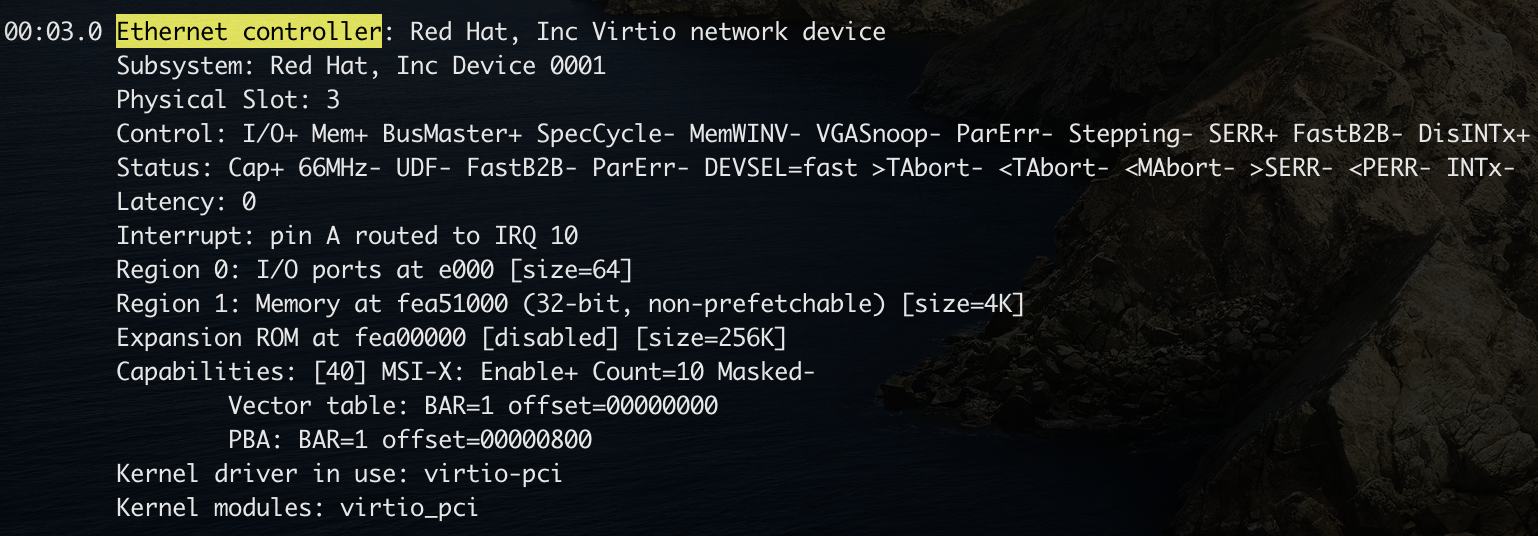 00:03.0 Ethernet controller: Red Hat, Inc Virtio network device
Subsystem: Red Hat, Inc Device 0001
Physical Slot: 3
Control: I/O+ Mem+ BusMaster+ SpecCycle- MemWINV- VGASnoop- ParErr- Stepping- SERR+ FastB2B- DisINTx+
Status: Cap+ 66MHz- UDF- FastB2B- ParErr- DEVSEL=fast >TAbort- <TAbort- <MAbort- >SERR- <PERR- INTx-
Latency: 0
Interrupt: pin A routed to IRQ 10
Region 0: I/O ports at e000 [size=64]
Region 1: Memory at fea51000 (32-bit, non-prefetchable) [size=4K]
Expansion ROM at fea00000 [disabled] [size=256K]
Capabilities: [40] MSI-X: Enable+ Count=10 Masked-
Vector table: BAR=1 offset=00000000
PBA: BAR=1 offset=00000800
Kernel driver in use: virtio-pci
Kernel modules: virtio_pci